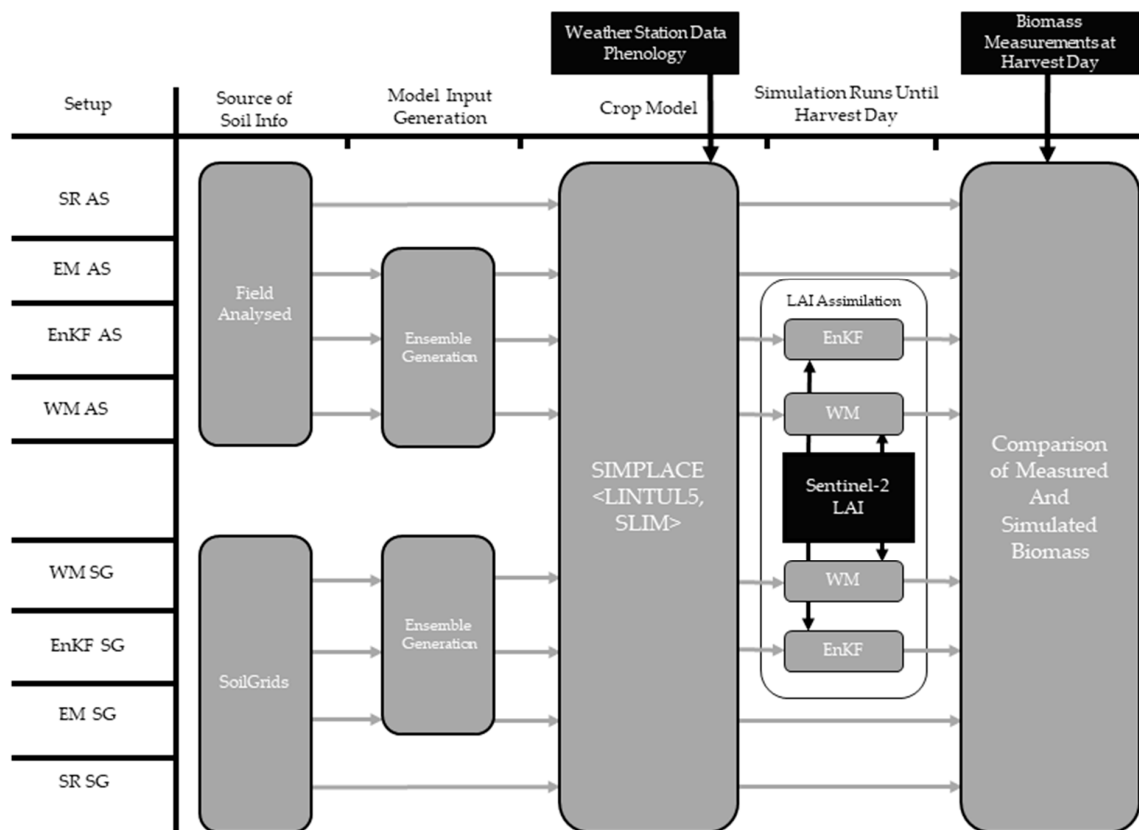 Weather Station Data
Phenology
Biomass
Measurements at
Harvest Day
Setup
Source of
Soil Info
Model Input
Generation
Crop Model
Simulation Runs Until
Harvest Day
SR AS
EM AS
EnKF AS
WM AS
WM SG
EnKF SG
EM SG
SR SG
Field
Analysed
SoilGrids
Ensemble
Generation
Ensemble
Generation
SIMPLACE
<LINTUL5,
SLIM>
LAI Assimilation
EnKF
WM
Sentinel-2
LAI
WM
EnKF
Comparison
of Measured
And
Simulated
Biomass